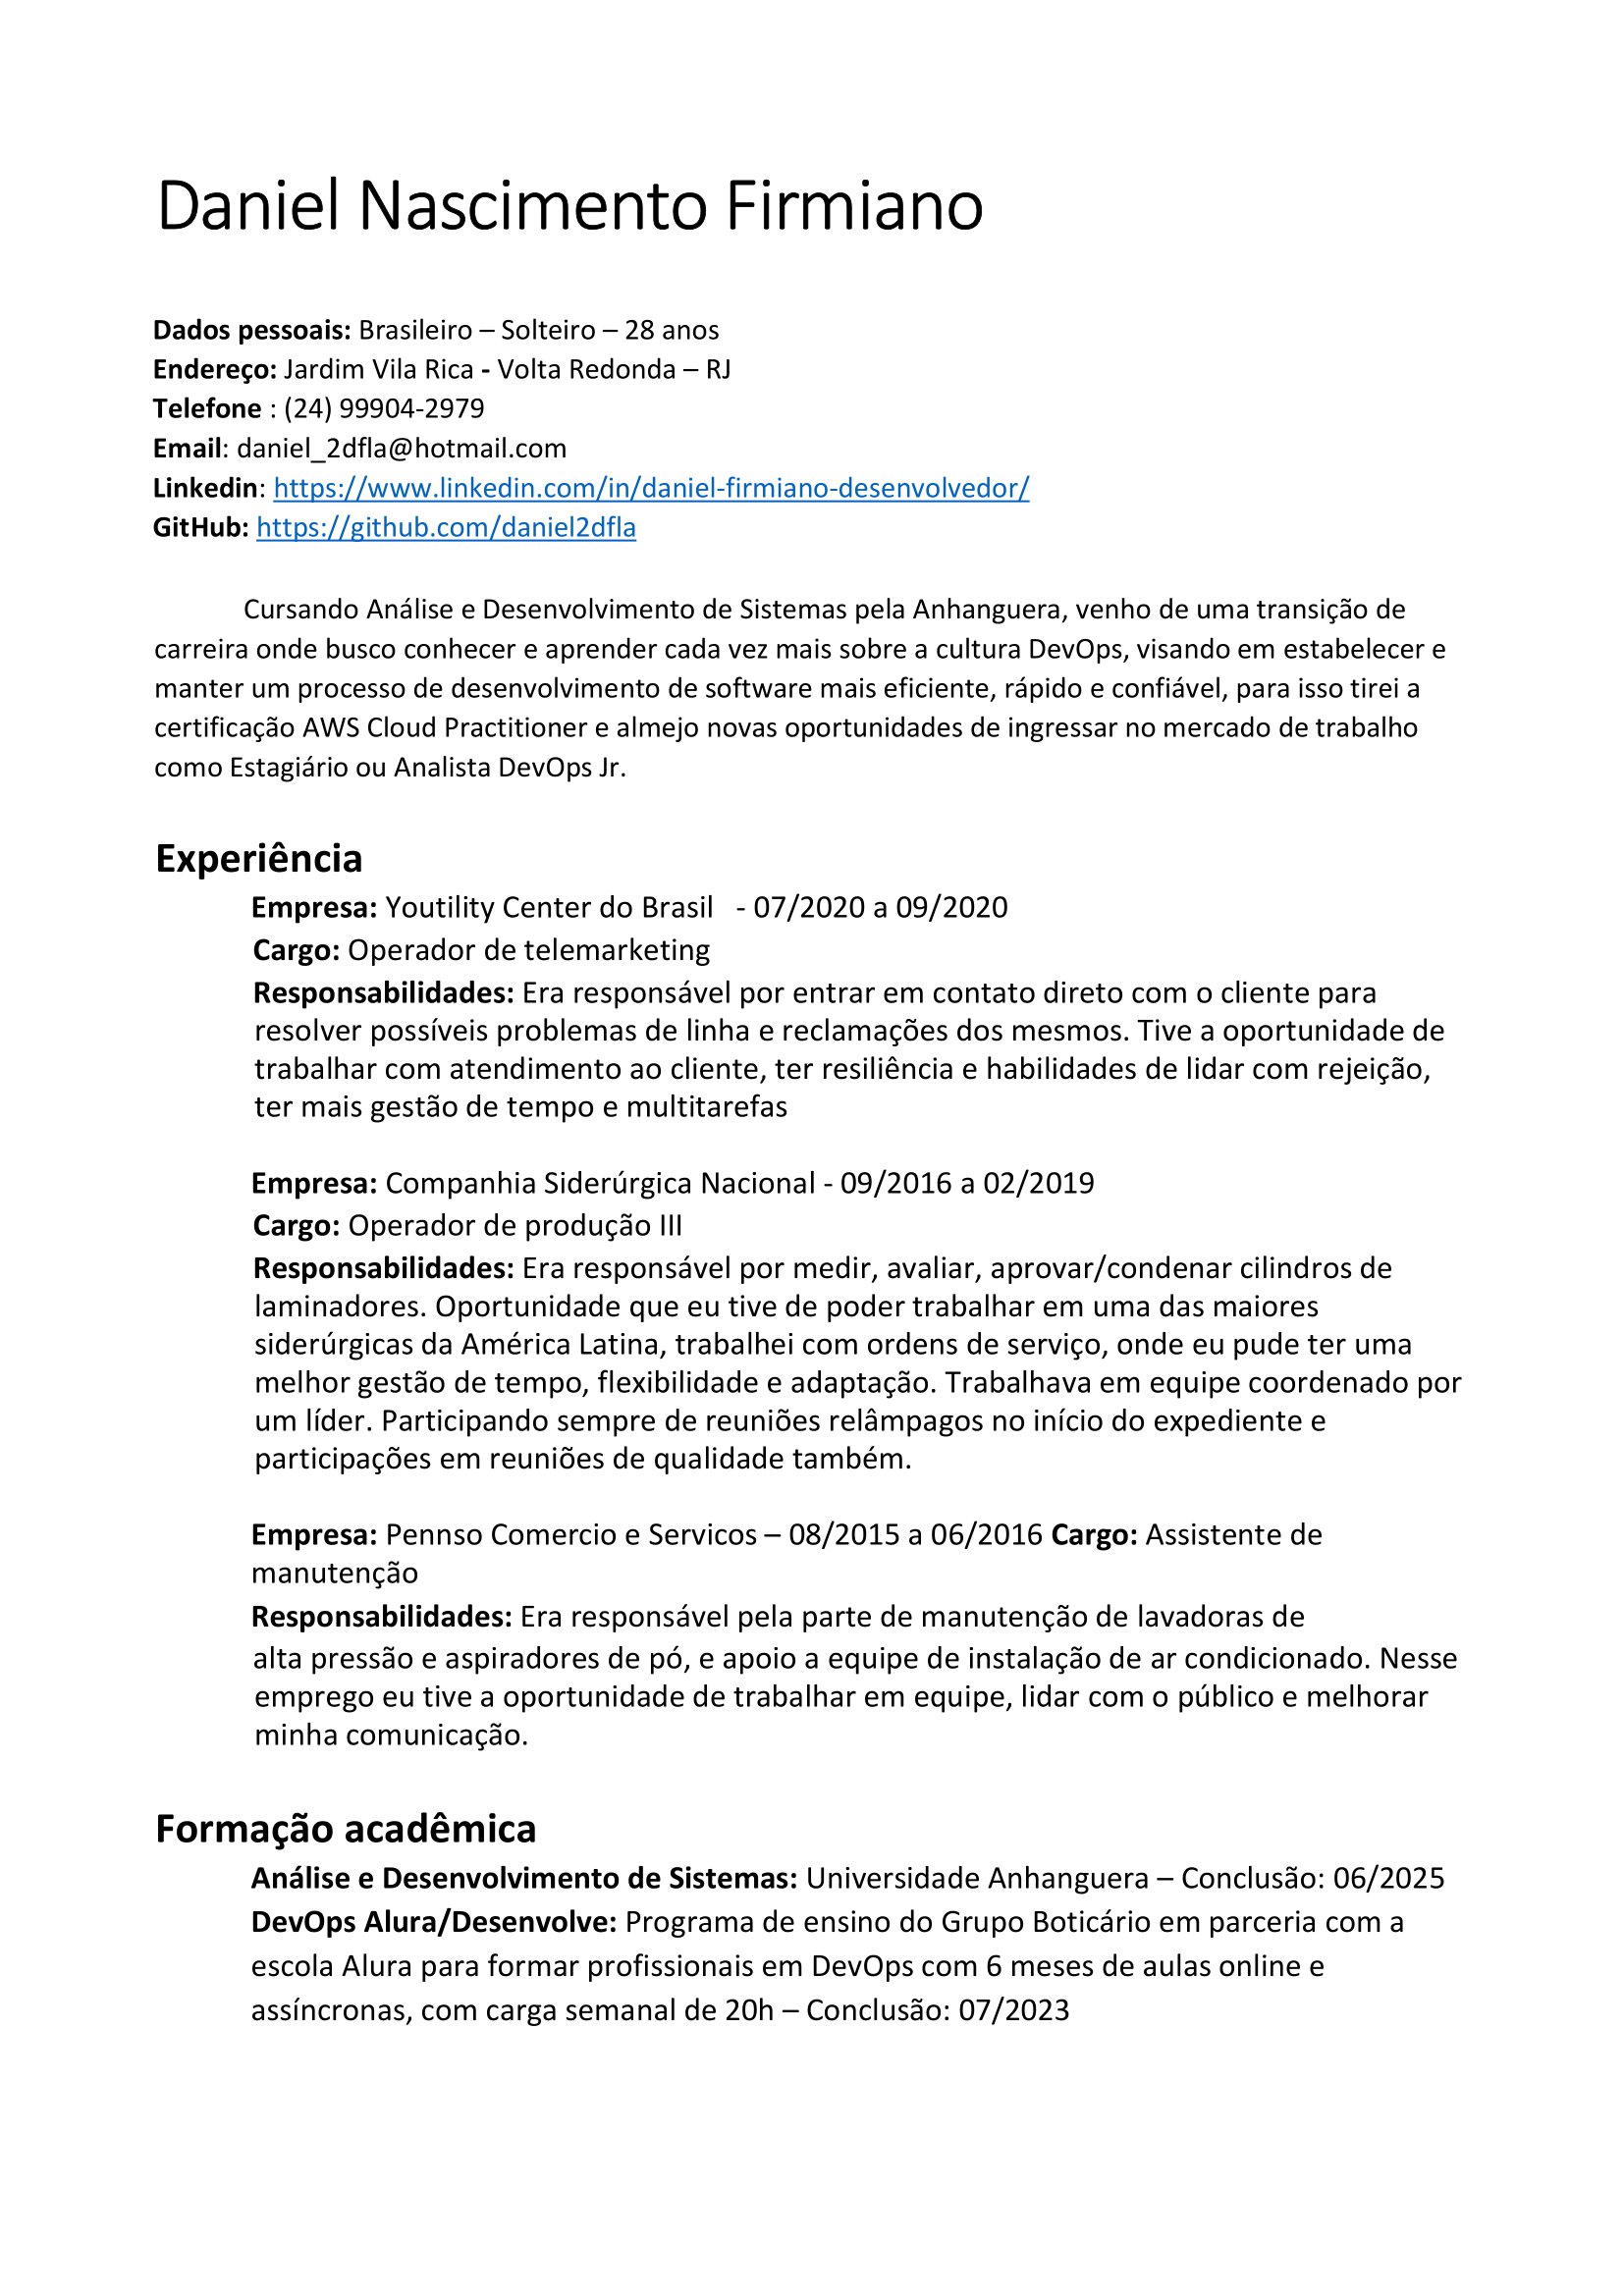 Daniel Nascimento Firmiano
Dados pessoais: Brasileiro – Solteiro – 28 anos
Endereço: Jardim Vila Rica - Volta Redonda – RJ
Telefone : (24) 99904-2979
Email: daniel_2dfla@hotmail.com
Linkedin: https://www.linkedin.com/in/daniel-firmiano-desenvolvedor/
GitHub: https://github.com/daniel2dfla
Cursando Análise e Desenvolvimento de Sistemas pela Anhanguera, venho de uma transição de
carreira onde busco conhecer e aprender cada vez mais sobre a cultura DevOps, visando em estabelecer e
manter um processo de desenvolvimento de software mais eficiente, rápido e confiável, para isso tirei a
certificação AWS Cloud Practitioner e almejo novas oportunidades de ingressar no mercado de trabalho
como Estagiário ou Analista DevOps Jr.
Experiência
Empresa: Youtility Center do Brasil - 07/2020 a 09/2020
Cargo: Operador de telemarketing
Responsabilidades: Era responsável por entrar em contato direto com o cliente para
resolver possíveis problemas de linha e reclamações dos mesmos. Tive a oportunidade de
trabalhar com atendimento ao cliente, ter resiliência e habilidades de lidar com rejeição,
ter mais gestão de tempo e multitarefas
Empresa: Companhia Siderúrgica Nacional - 09/2016 a 02/2019
Cargo: Operador de produção III
Responsabilidades: Era responsável por medir, avaliar, aprovar/condenar cilindros de
laminadores. Oportunidade que eu tive de poder trabalhar em uma das maiores
siderúrgicas da América Latina, trabalhei com ordens de serviço, onde eu pude ter uma
melhor gestão de tempo, flexibilidade e adaptação. Trabalhava em equipe coordenado por
um líder. Participando sempre de reuniões relâmpagos no início do expediente e
participações em reuniões de qualidade também.
Empresa: Pennso Comercio e Servicos – 08/2015 a 06/2016 Cargo: Assistente de
manutenção
Responsabilidades: Era responsável pela parte de manutenção de lavadoras de
alta pressão e aspiradores de pó, e apoio a equipe de instalação de ar condicionado. Nesse
emprego eu tive a oportunidade de trabalhar em equipe, lidar com o público e melhorar
minha comunicação.
Formação acadêmica
Análise e Desenvolvimento de Sistemas: Universidade Anhanguera – Conclusão: 06/2025
DevOps Alura/Desenvolve: Programa de ensino do Grupo Boticário em parceria com a
escola Alura para formar profissionais em DevOps com 6 meses de aulas online e
assíncronas, com carga semanal de 20h – Conclusão: 07/2023